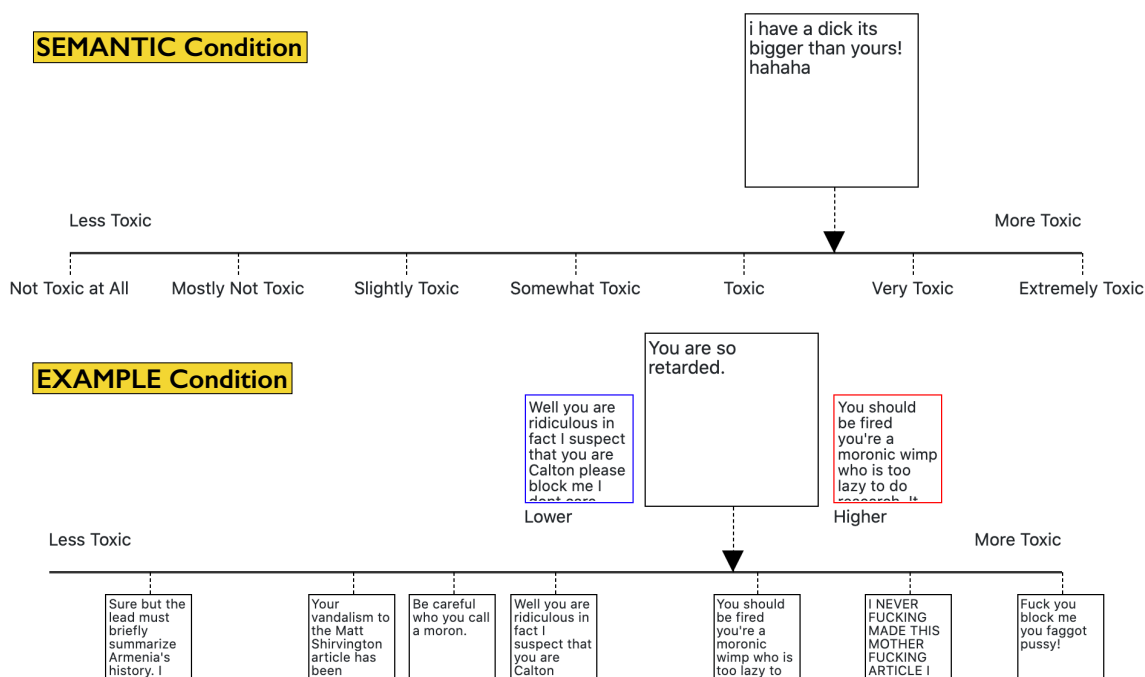 SEMANTIC Condition
i have a dick its
bigger than yours!
hahaha
Less Toxic
More Toxic
Not Toxic at All
Mostly Not Toxic
Slightly Toxic
Somewhat Toxic
Toxic
Very Toxic
Extremely Toxic
EXAMPLE Condition
You are so
retarded.
Well you are
ridiculous in
fact I suspect
that you are
Calton please
block me I
dont care
Lower
You should
be fired
you're a
moronic wimp
who is too
lazy to do
research. It
Higher
Less Toxic
More Toxic
Sure but the
lead must
briefly
summarize
Armenia's
history. I
Your
vandalism to
the Matt
Shirvington
article has
been
Be careful
who you call
a moron.
Well you are
ridiculous in
fact I
suspect that
you are
Calton
You should
be fired
you're a
moronic
wimp who is
too lazy to
I NEVER
FUCKING
MADE THIS
MOTHER
FUCKING
ARTICLE I
Fuck you
block me
you faggot
pussy!